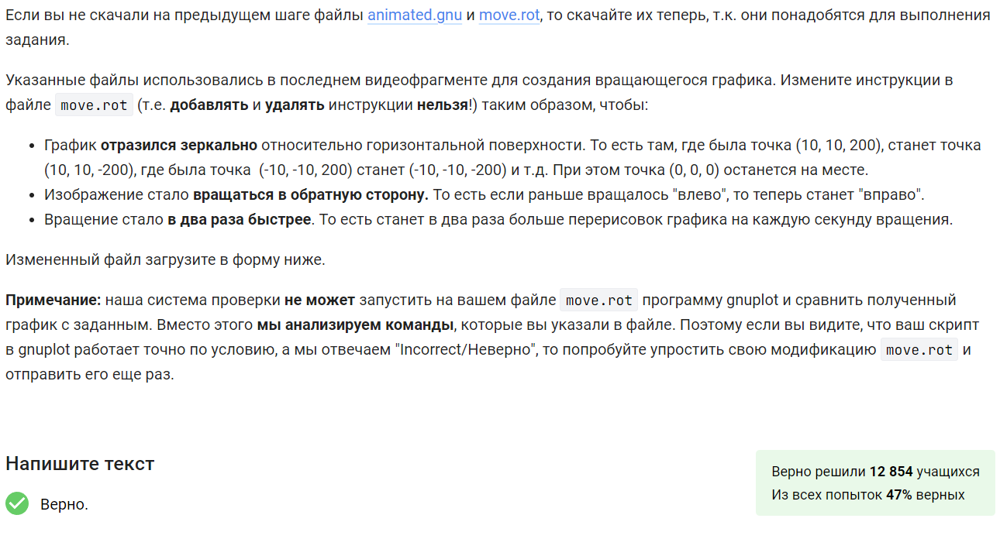 Если вы не скачали на предыдущем шаге файлы animated.gnu и move.rot, то скачайте их теперь, т.к. они понадобятся для выполнения
задания.
Указанные файлы использовались в последнем видеофрагменте для создания вращающегося графика. Измените инструкции в
файле move.rot (т.е. добавлять и удалять инструкции нельзя!) таким образом, чтобы:
• График отразился зеркально относительно горизонтальной поверхности. То есть там, где была точка (10, 10, 200), станет точка
(10, 10, -200), где была точка (-10, -10, 200) станет (-10, -10, -200) и т.д. При этом точка (0, 0, 0) останется на месте.
• Изображение стало вращаться в обратную сторону. То есть если раньше вращалось "влево", то теперь станет "вправо".
• Вращение стало в два раза быстрее. То есть станет в два раза больше перерисовок графика на каждую секунду вращения.
Измененный файл загрузите в форму ниже.
Примечание: наша система проверки не может запустить на вашем файле move.rot программу gnuplot и сравнить полученный
график с заданным. Вместо этого мы анализируем команды, которые вы указали в файле. Поэтому если вы видите, что ваш скрипт
в gnuplot работает точно по условию, а мы отвечаем "Incorrect/Неверно", то попробуйте упростить свою модификацию move.rot и
отправить его еще раз.
Напишите текст
Верно.
Верно решили 12 854 учащихся
Из всех попыток 47% верных